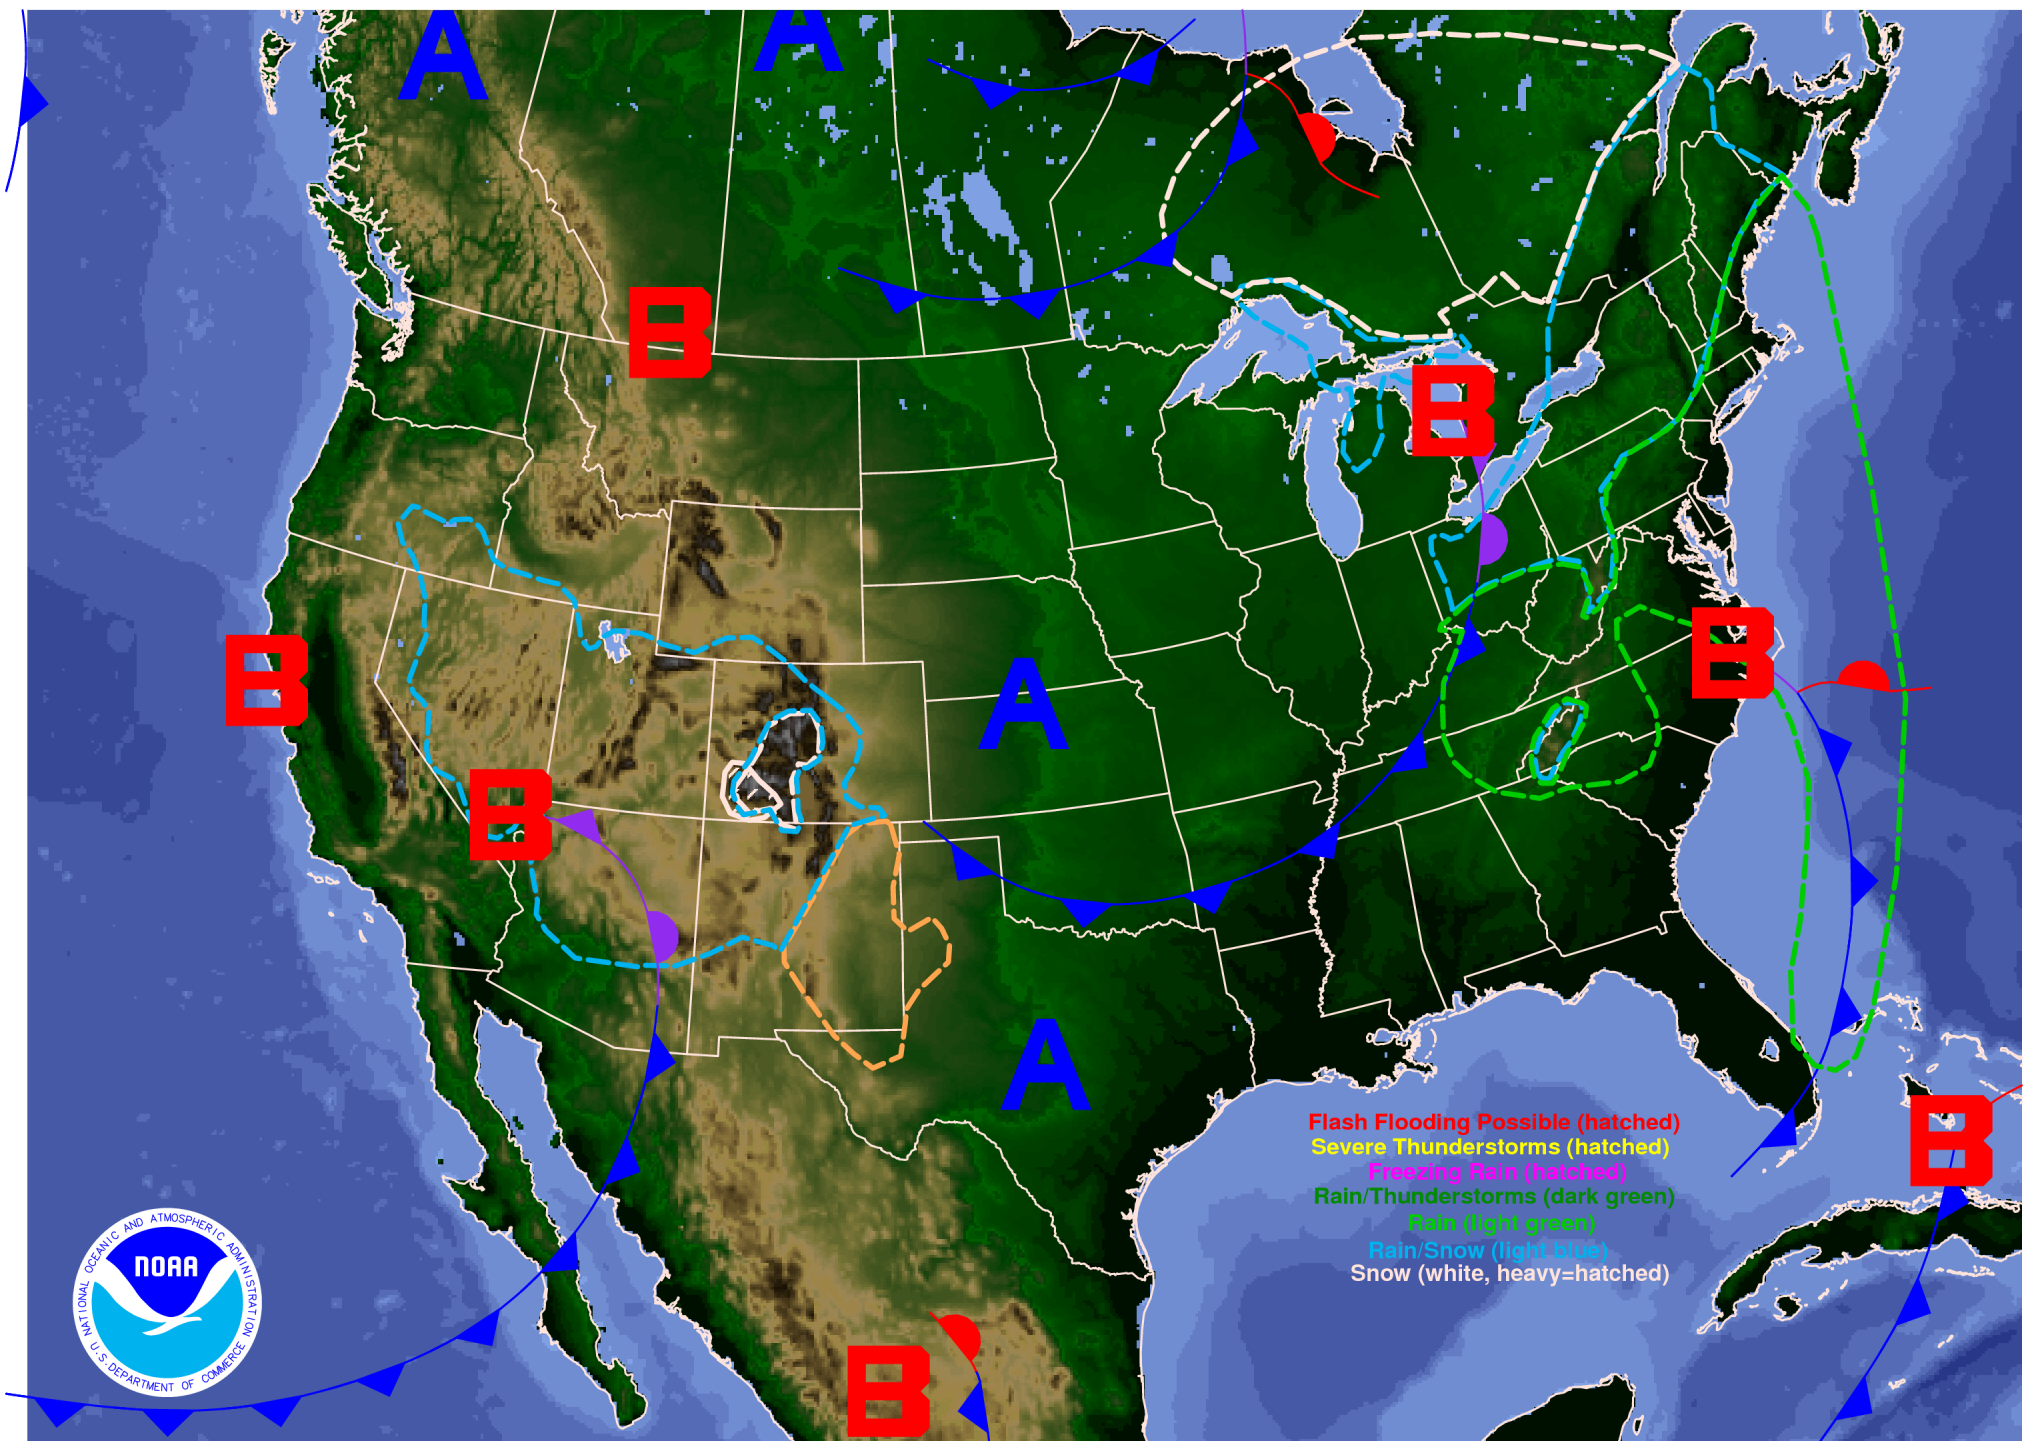 A
A
B
B
B
A
B
B
B
A
B
B
Flash Flooding Possible (hatched)
Severe Thunderstorms (hatched)
Freezing Rain (hatched)
Rain/Thunderstorms (dark green)
Rain (light green)
Rain/Snow (light blue)
Snow (white, heavy=hatched)
NATIONAL OCEANIC AND ATMOSPHERIC ADMINISTRATION
NOAA
U.S. DEPARTMENT OF COMMERCE